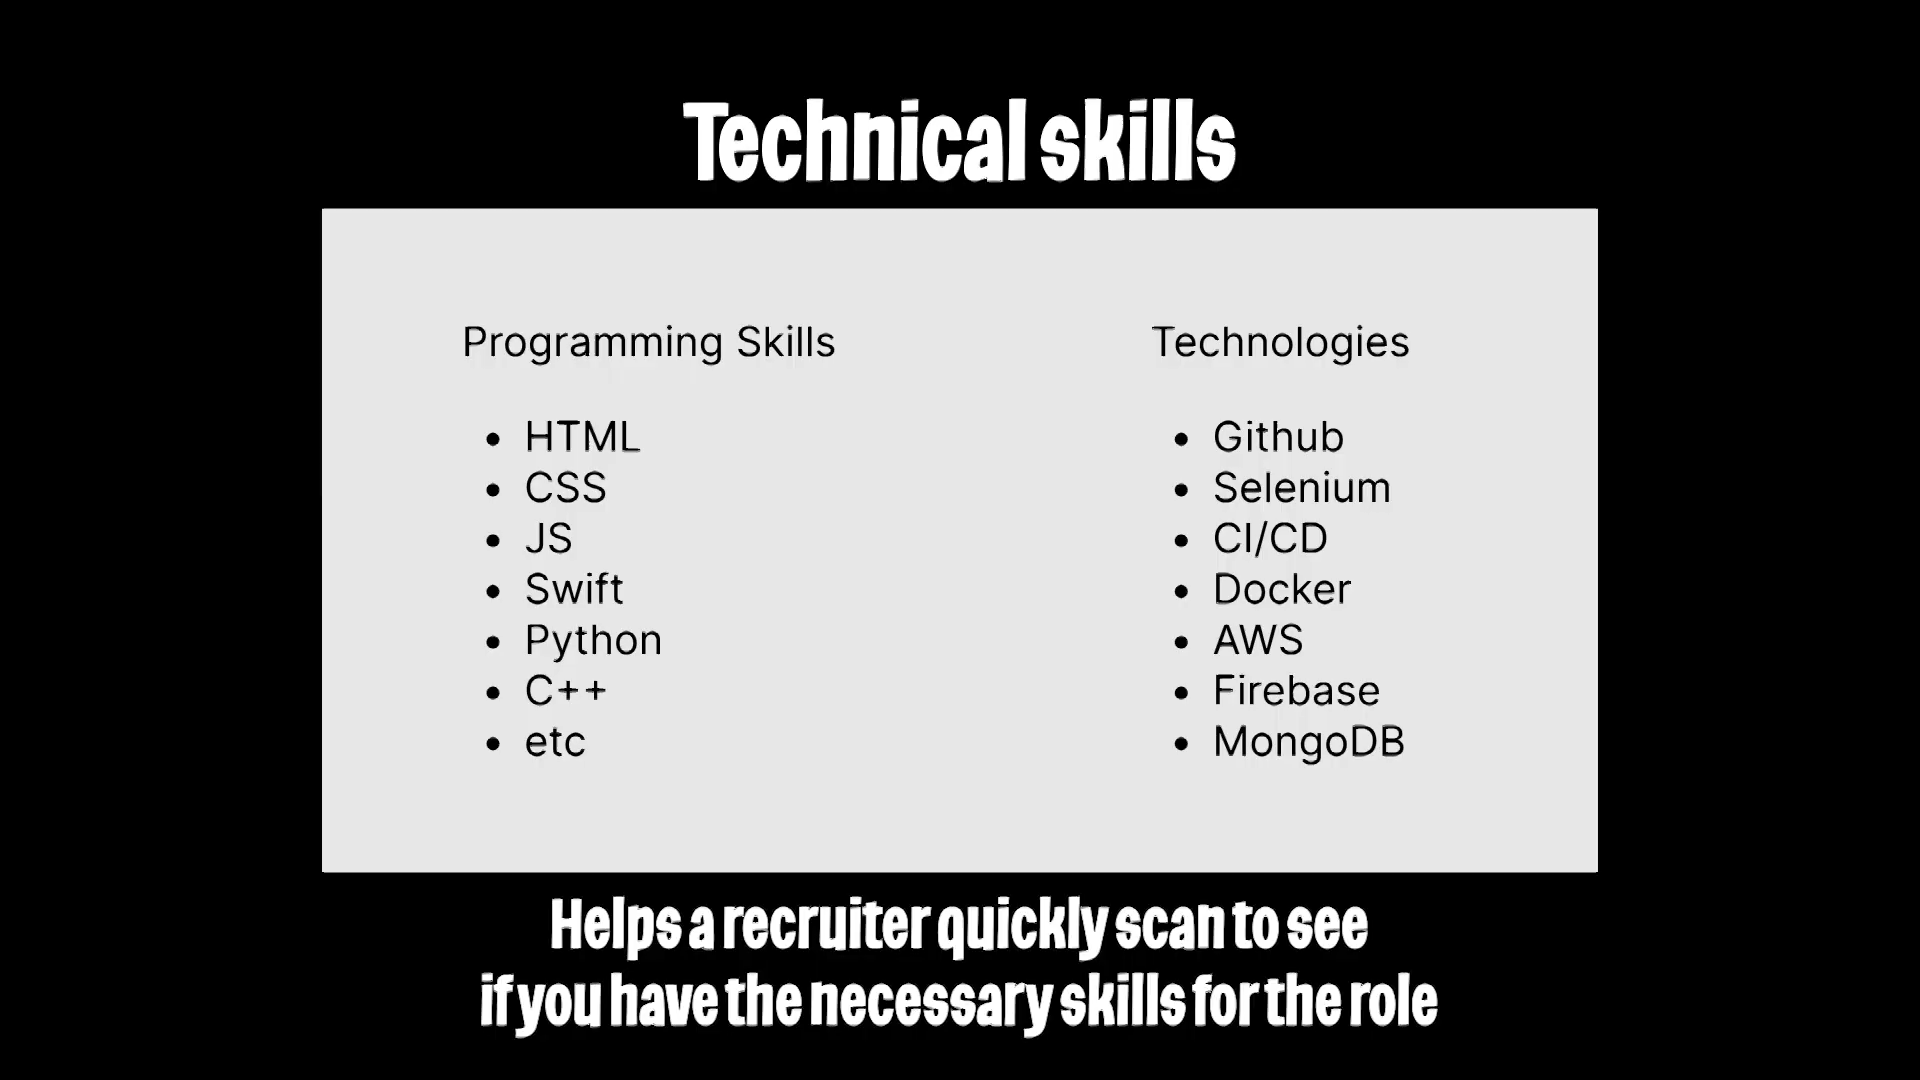 Technical skills
Programming Skills
• HTML
• CSS
• JS
• Swift
• Python
• C++
• etc
Technologies
• Github
• Selenium
• CI/CD
• Docker
• AWS
• Firebase
• MongoDB
Helps a recruiter quickly scan to see
if you have the necessary skills for the role